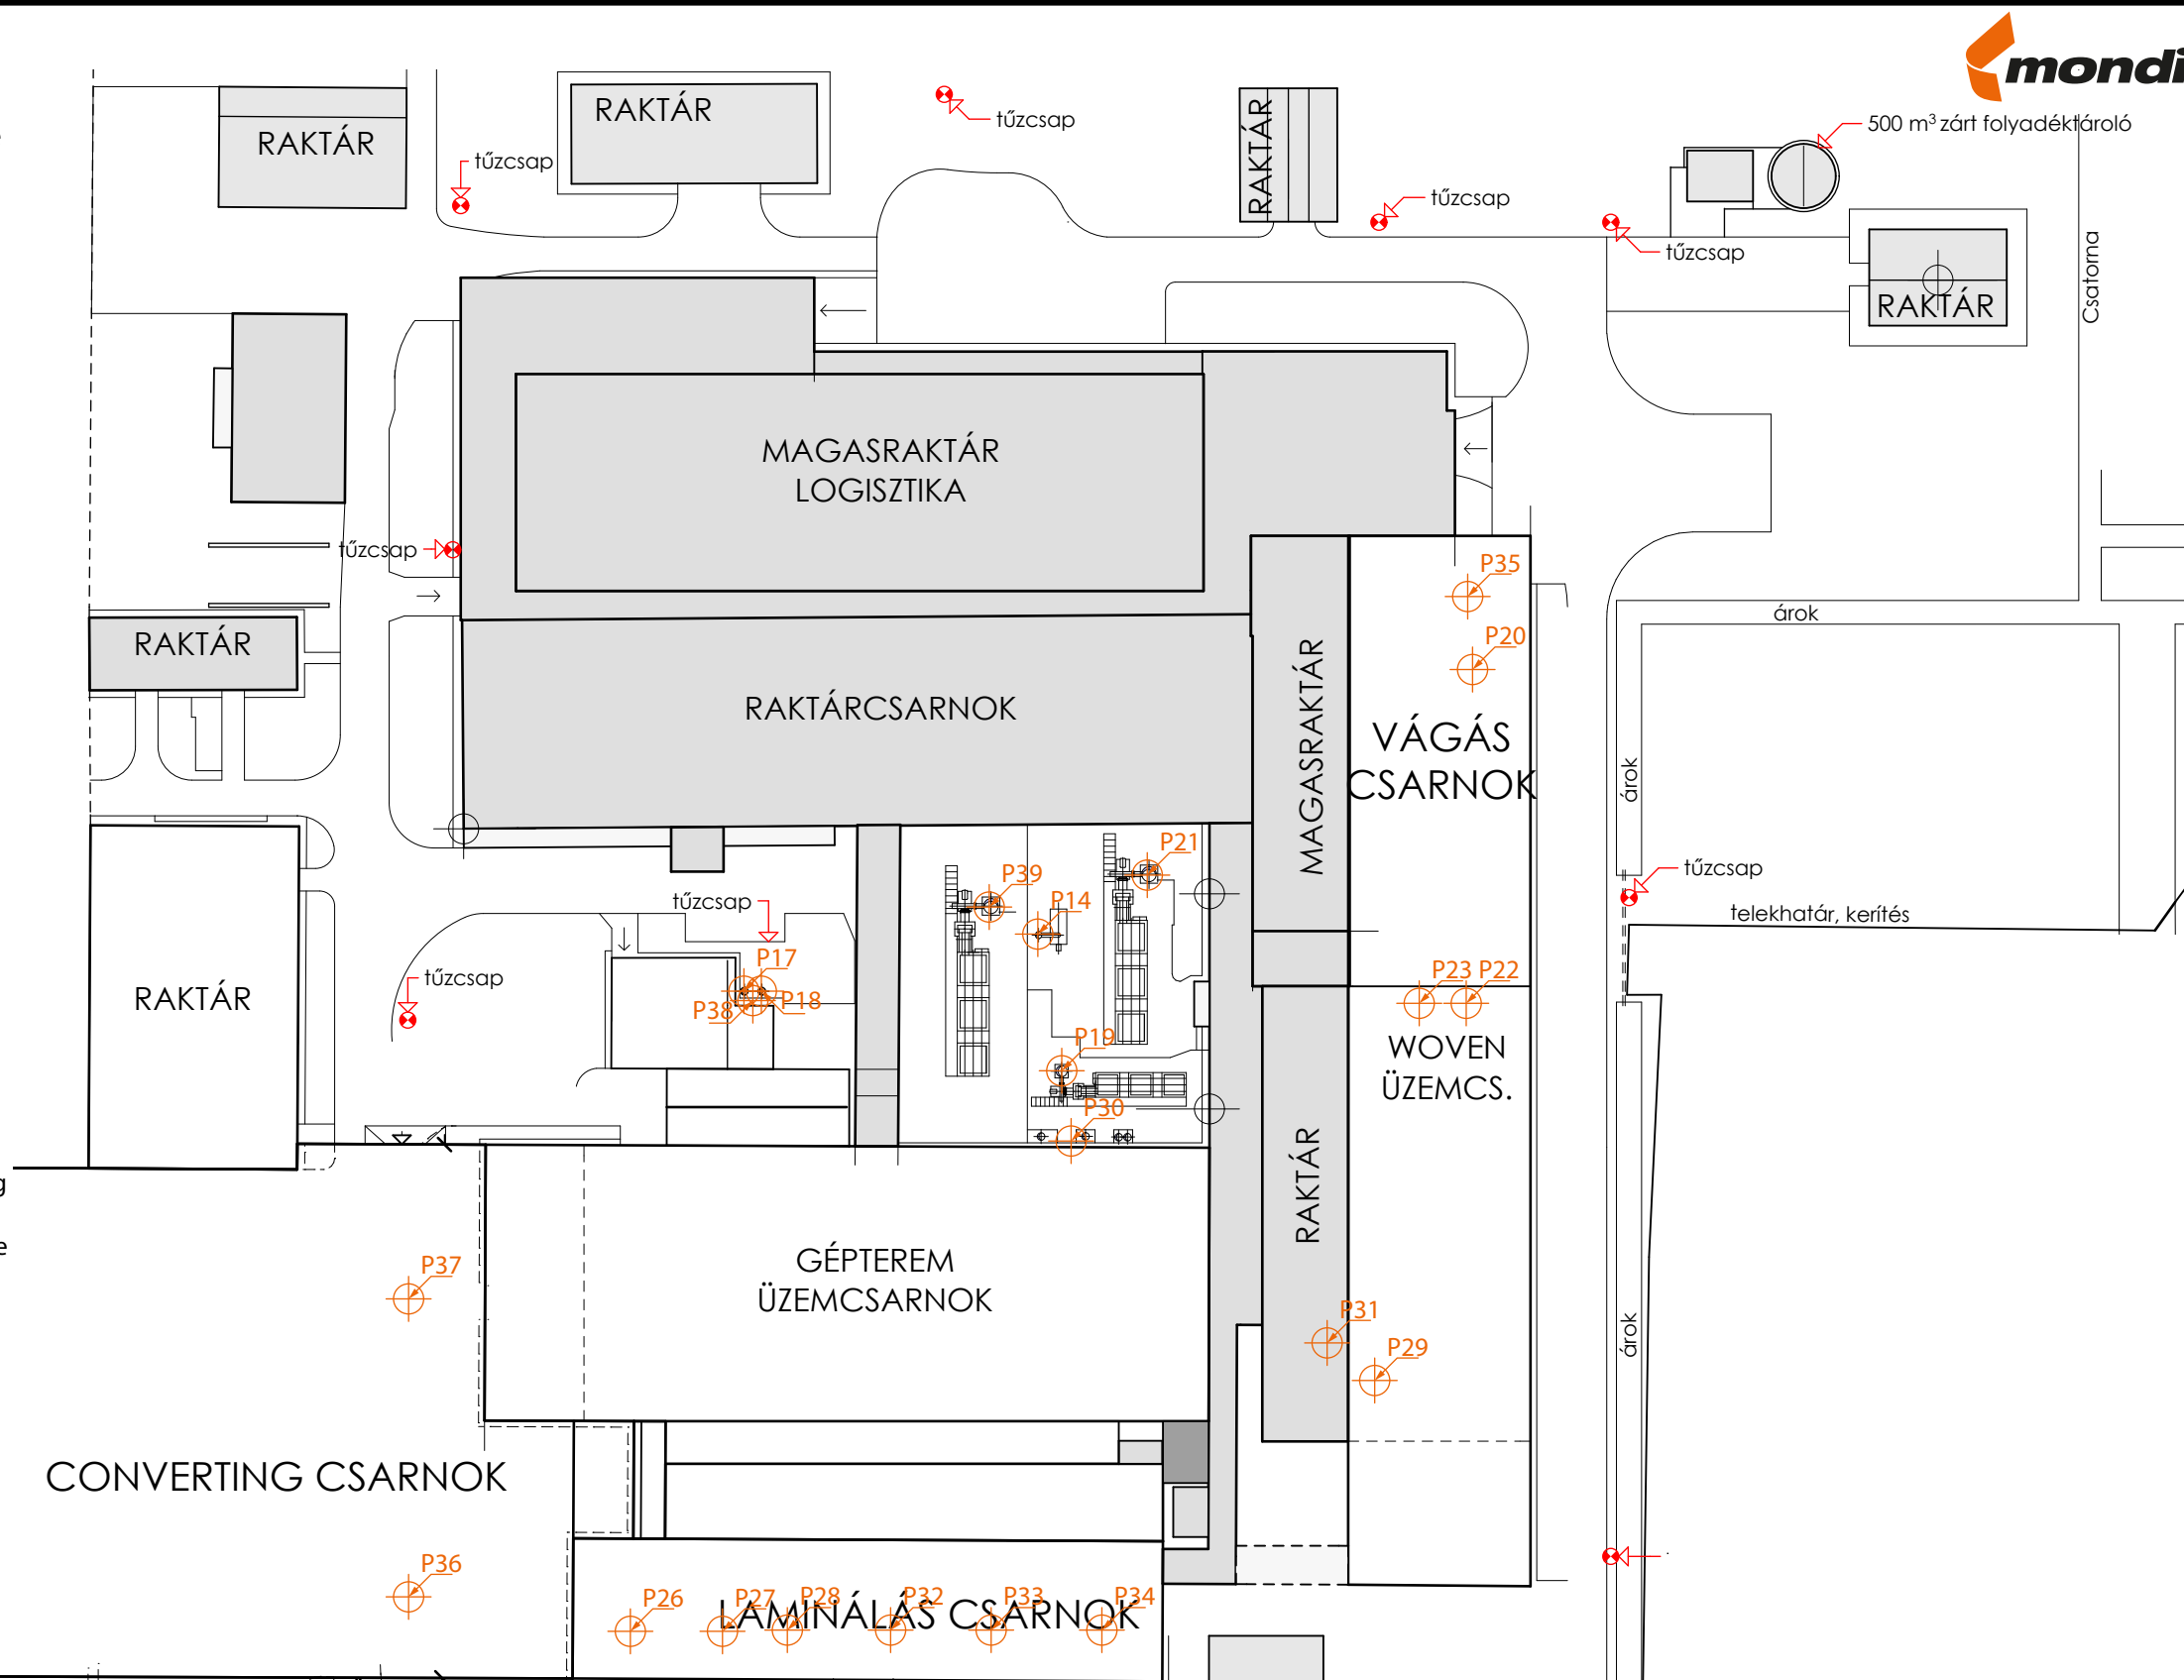 mondi
RAKTÁR
RAKTÁR
tűzcsap
RAKTÁR
500 m³ zárt folyadéktároló
tűzcsap
tűzcsap
tűzcsap
RAKTÁR
Csatorna
MAGASRAKTÁR
LOGISZTIKA
tűzcsap
P35
árok
P20
RAKTÁR
MAGASRAKTÁR
RAKTÁRCSARNOK
VÁGÁS
CSARNOK
árok
P21
P39
tűzcsap
P14
tűzcsap
telekhatár, kerítés
P17
tűzcsap
P23 P22
RAKTÁR
P38
P18
P19
WOVEN
ÜZEMCS.
P30
RAKTÁR
g
e
P37
GÉPTEREM
ÜZEMCSARNOK
P31
árok
P29
CONVERTING CSARNOK
P36
P26
P27
P28
P32
P33
P34
LAMINÁLÁS CSARNOK